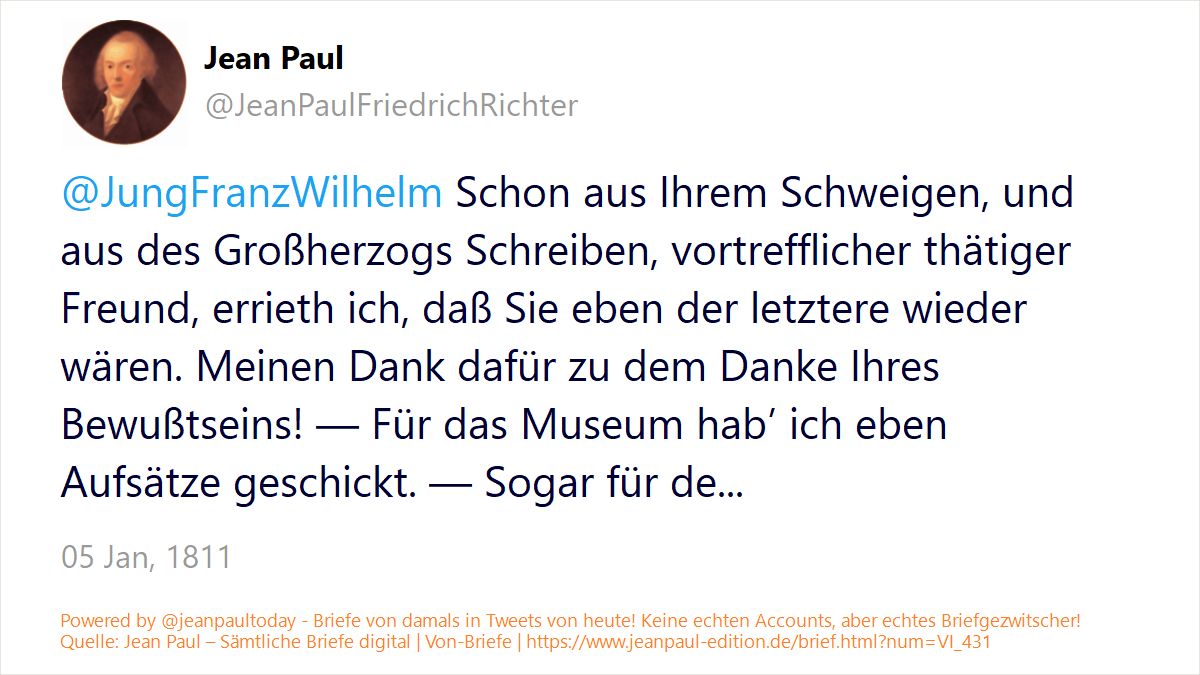 Jean Paul
@JeanPaulFriedrichRichter
@JungFranzWilhelm Schon aus Ihrem Schweigen, und
aus des Großherzogs Schreiben, vortrefflicher thätiger
Freund, errieth ich, daß Sie eben der letztere wieder
wären. Meinen Dank dafür zu dem Danke Ihres
Bewußtseins! — Für das Museum hab’ ich eben
Aufsätze geschickt. — Sogar für de...
05 Jan, 1811
Powered by @jeanpaultoday - Briefe von damals in Tweets von heute! Keine echten Accounts, aber echtes Briefgezwitscher!
Quelle: Jean Paul – Sämtliche Briefe digital | Von-Briefe | https://www.jeanpaul-edition.de/brief.html?num=VI_431